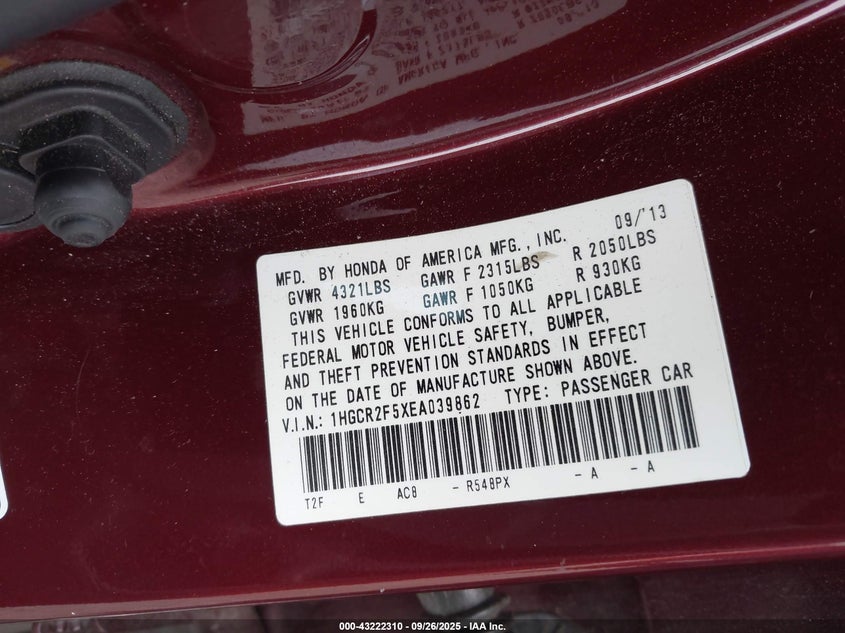 MFD. BY HONDA OF AMERICA MFG., INC. 09/'13
GVWR 4321LBS GAWR F 2315LBS R 2050LBS
GVWR 1960KG GAWR F 1050KG R 930KG
THIS VEHICLE CONFORMS TO ALL APPLICABLE
FEDERAL MOTOR VEHICLE SAFETY, BUMPER,
AND THEFT PREVENTION STANDARDS IN EFFECT
ON THE DATE OF MANUFACTURE SHOWN ABOVE.
V.I.N.: 1HGCR2F5XEA039862 TYPE: PASSENGER CAR
T2F E AC8 - R548PX - A - A
000-43222310 - 09/26/2025 - IAA Inc.